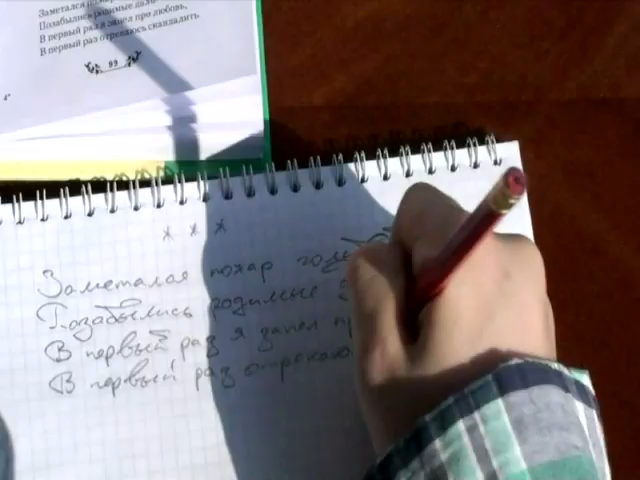 Заметался пожар
Позабылись родимые дали.
В первый раз я запел про любовь,
В первый раз отрекаюсь скандалить
99
* * *
Заметался пожар голу
Позабылись родимые
В первый раз я запел пр
В первый раз отрекаю